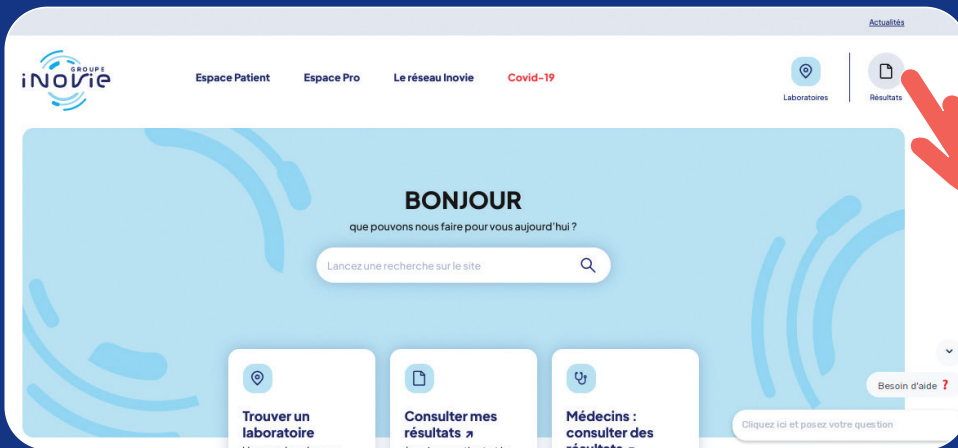 Actualités
GROUPE
iNoVie
Espace Patient Espace Pro Le réseau Inovie Covid-19
Laboratoires Résultats
BONJOUR
que pouvons nous faire pour vous aujourd'hui ?
Lancez une recherche sur le site
Trouver un
laboratoire
Consulter mes
résultats ↗
Médecins :
consulter des
résultats
Besoin d'aide ?
Cliquez ici et posez votre question